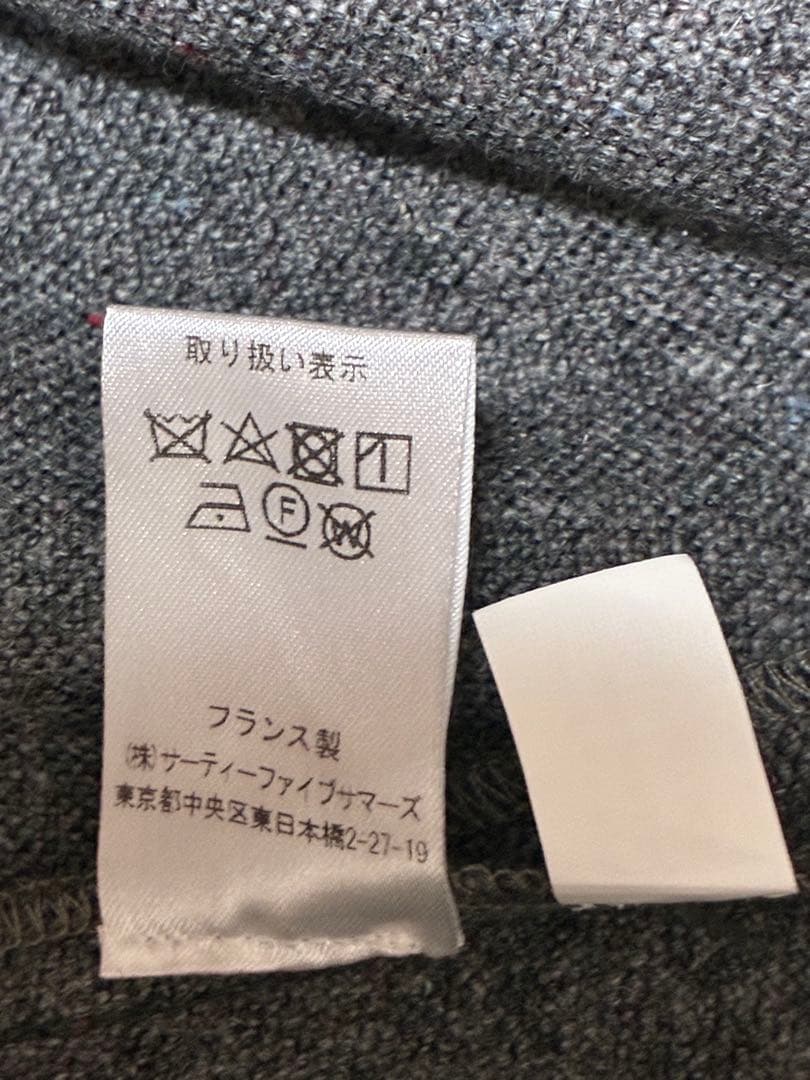 取り扱い表示
F W
フランス製
(株)サーティーファイブサマーズ
東京都中央区東日本橋2-27-19